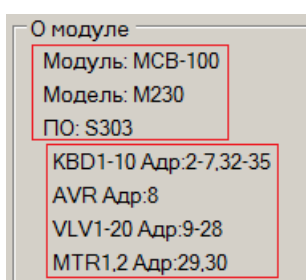 О модуле
Модуль: MCB-100
Модель: M230
ПО: S303
KBD1-10 Адр:2-7,32-35
AVR Адр:8
VLV1-20 Адр:9-28
MTR1,2 Адр:29,30